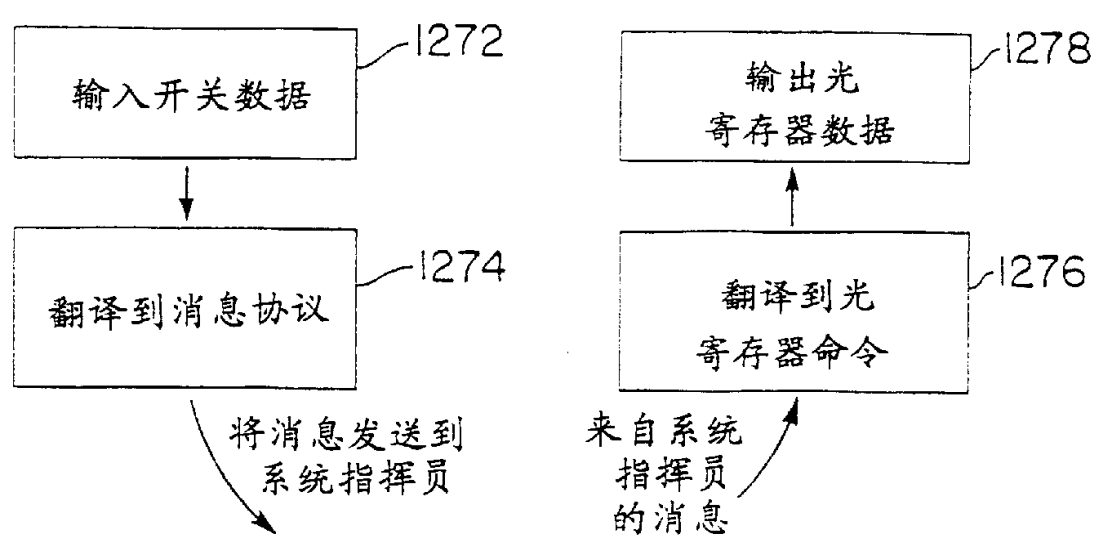 1272
输入开关数据
1274
翻译到消息协议
将消息发送到
系统指挥员
1278
输出光
寄存器数据
1276
翻译到光
寄存器命令
来自系统
指挥员
的消息